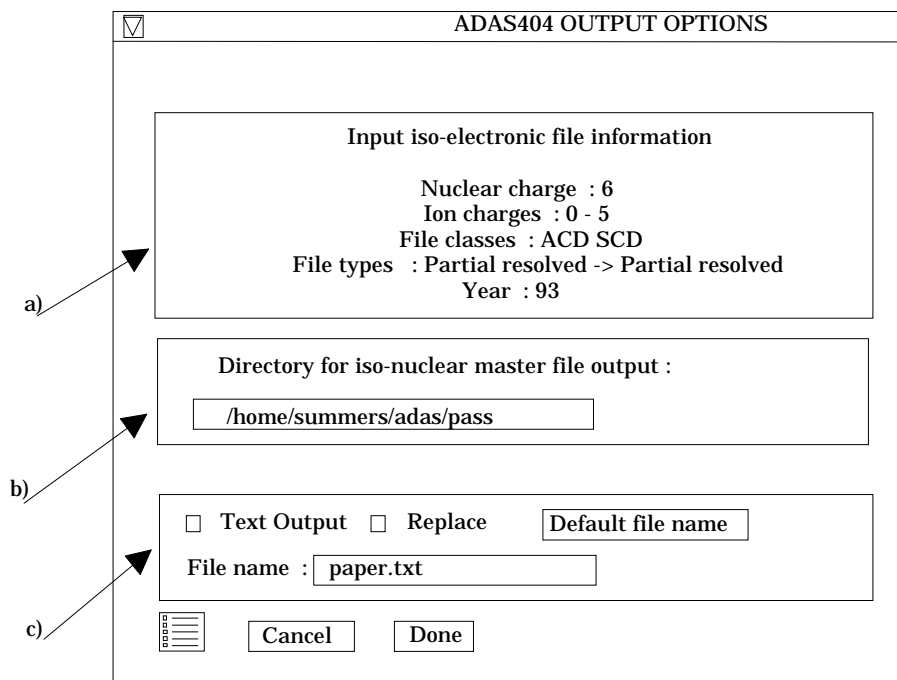 ADAS404 OUTPUT OPTIONS
Input iso-electronic file information
Nuclear charge : 6
Ion charges : 0 - 5
File classes : ACD SCD
File types : Partial resolved -> Partial resolved
Year : 93
a)
Directory for iso-nuclear master file output :
/home/summers/adas/pass
b)
Text Output Replace Default file name
File name : paper.txt
c)
Cancel Done